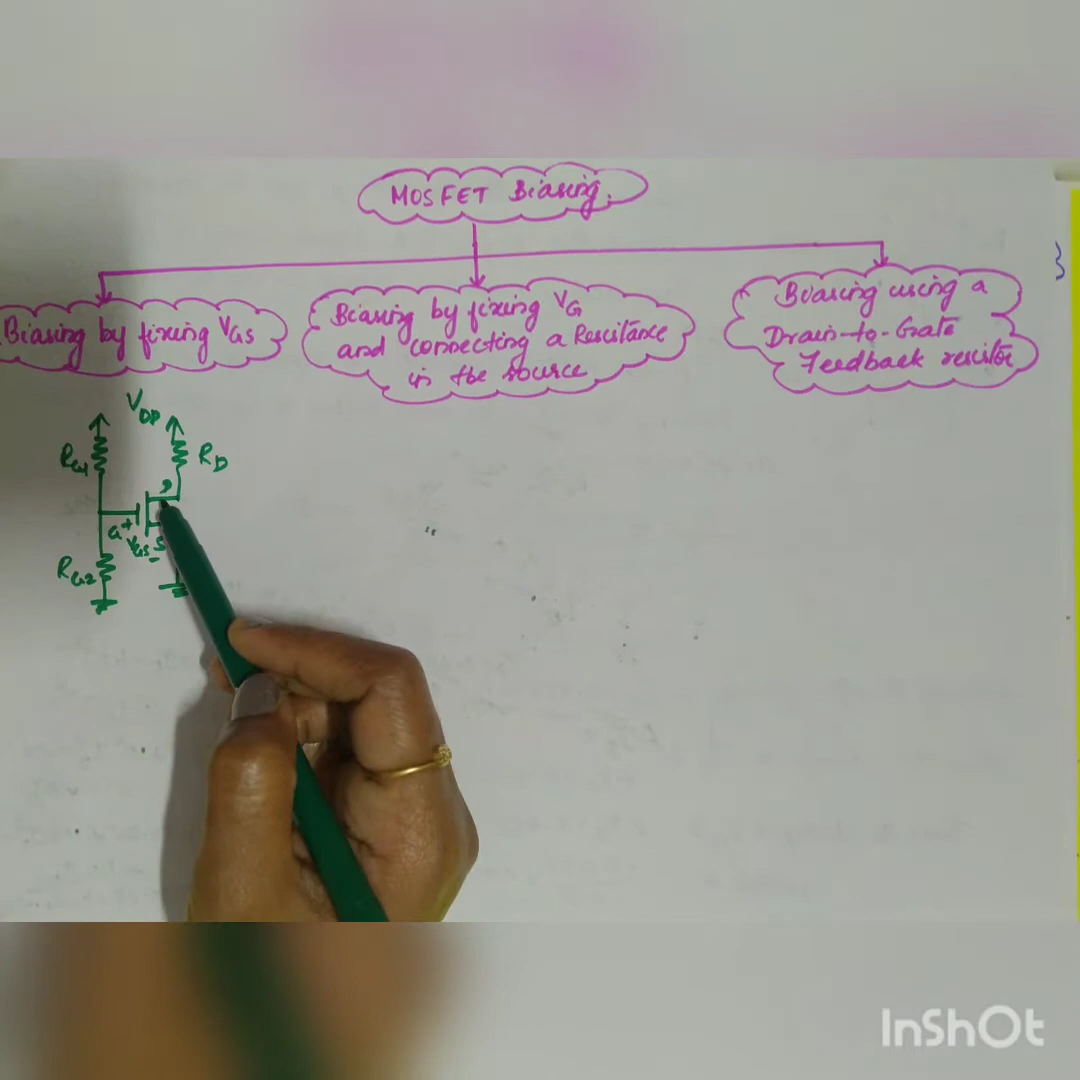 MOSFET Biasing.
Biasing by fixing VGS
Biasing by fixing VG
and connecting a Resistance
in the source
Biasing using a
Drain-to-Gate
Feedback resistor
VDD
RG1
RD
D
G +
VGS S
-
RG2
InShOt